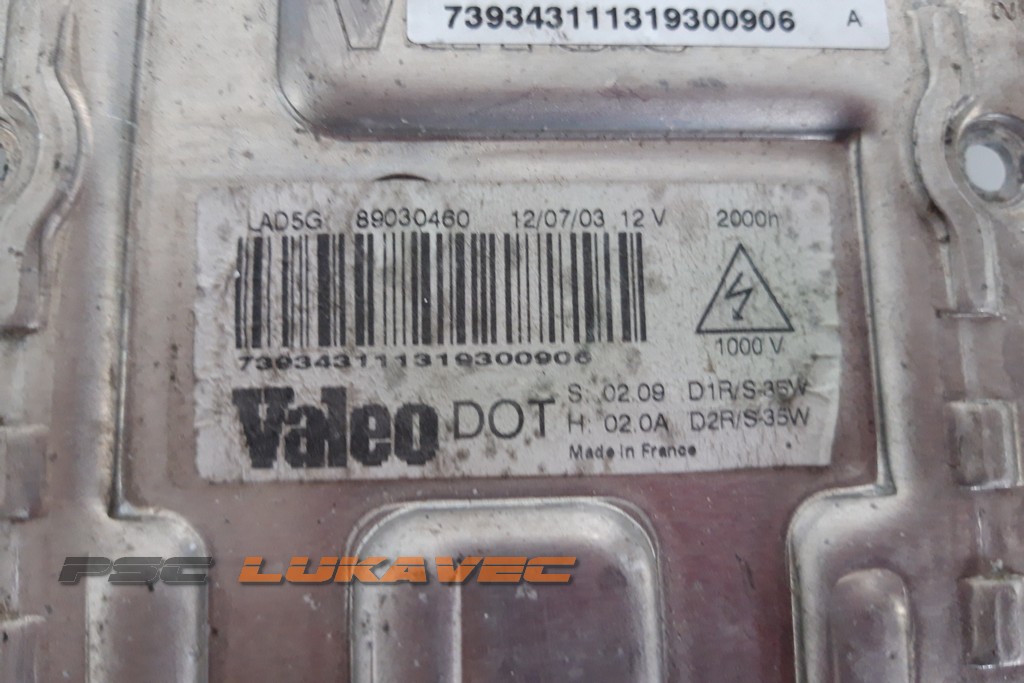 739343111319300906 A
LAD5G 89030460 12/07/03 12 V 2000h
739343111319300906
1000 V
Valeo DOT
S: 02.09 D1R/S-35W
H: 02.0A D2R/S-35W
Made in France
PSC LUKAVEC